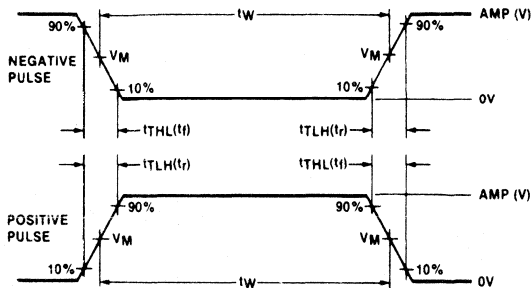 tW
AMP (V)
90%
90%
NEGATIVE
PULSE
VM
VM
10%
10%
0V
tTHL(tf)
tTLH(tr)
tTLH(tr)
tTHL(tf)
AMP (V)
90%
90%
POSITIVE
PULSE
VM
VM
10%
10%
tW
0V